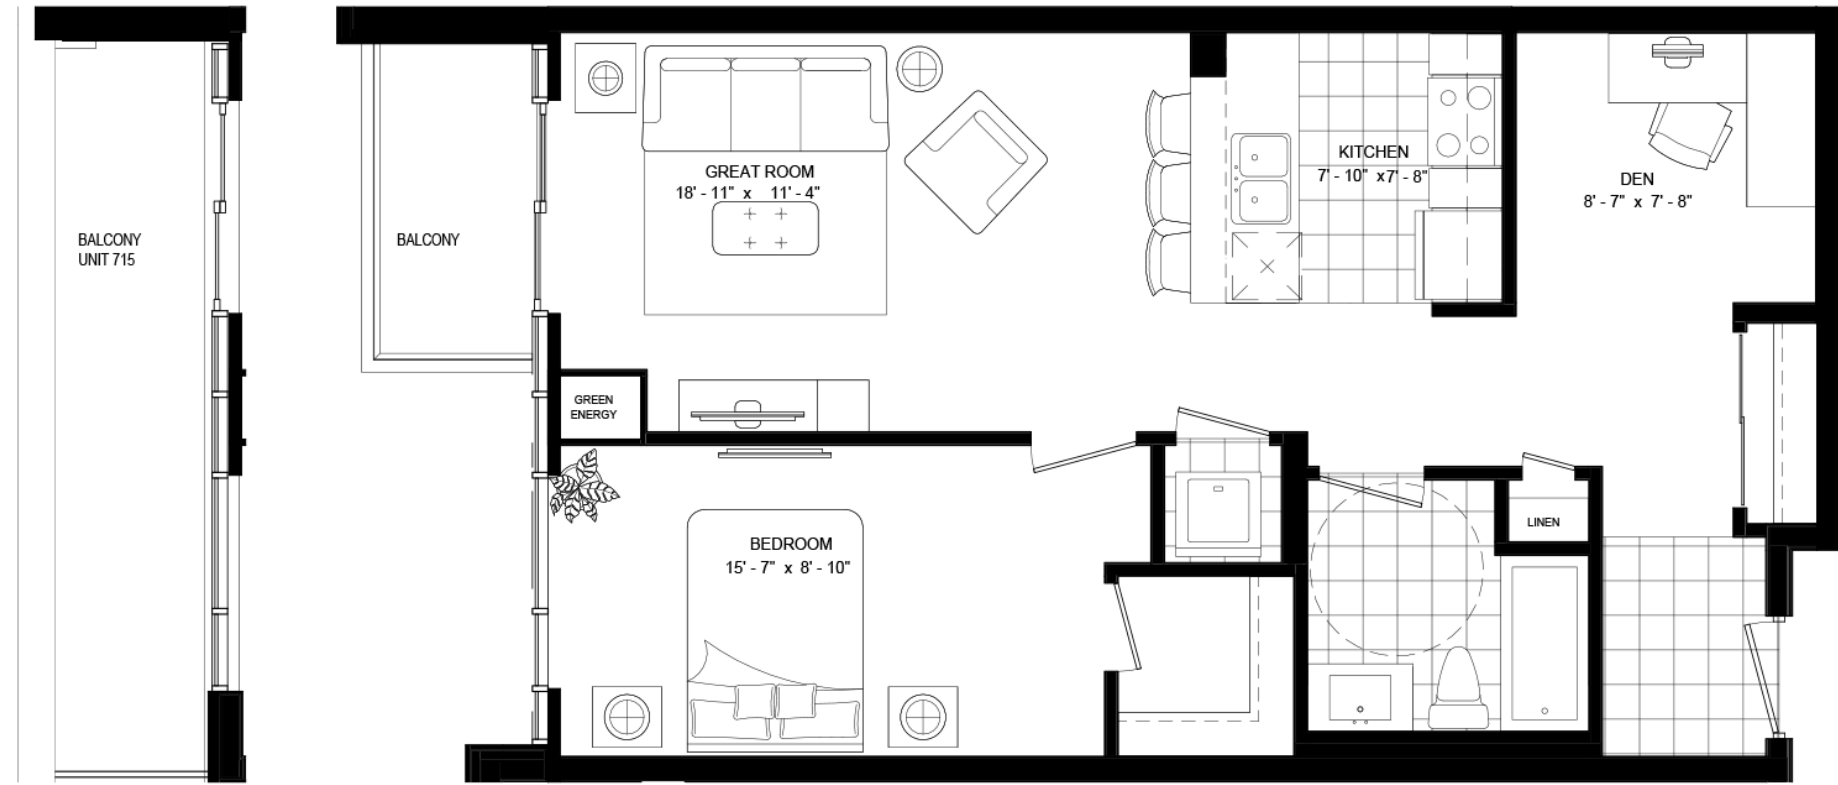 BALCONY
UNIT 715
BALCONY
GREAT ROOM
18' - 11" x 11' - 4"
KITCHEN
7' - 10" x7' - 8"
DEN
8' - 7" x 7' - 8"
GREEN
ENERGY
BEDROOM
15' - 7" x 8' - 10"
LINEN